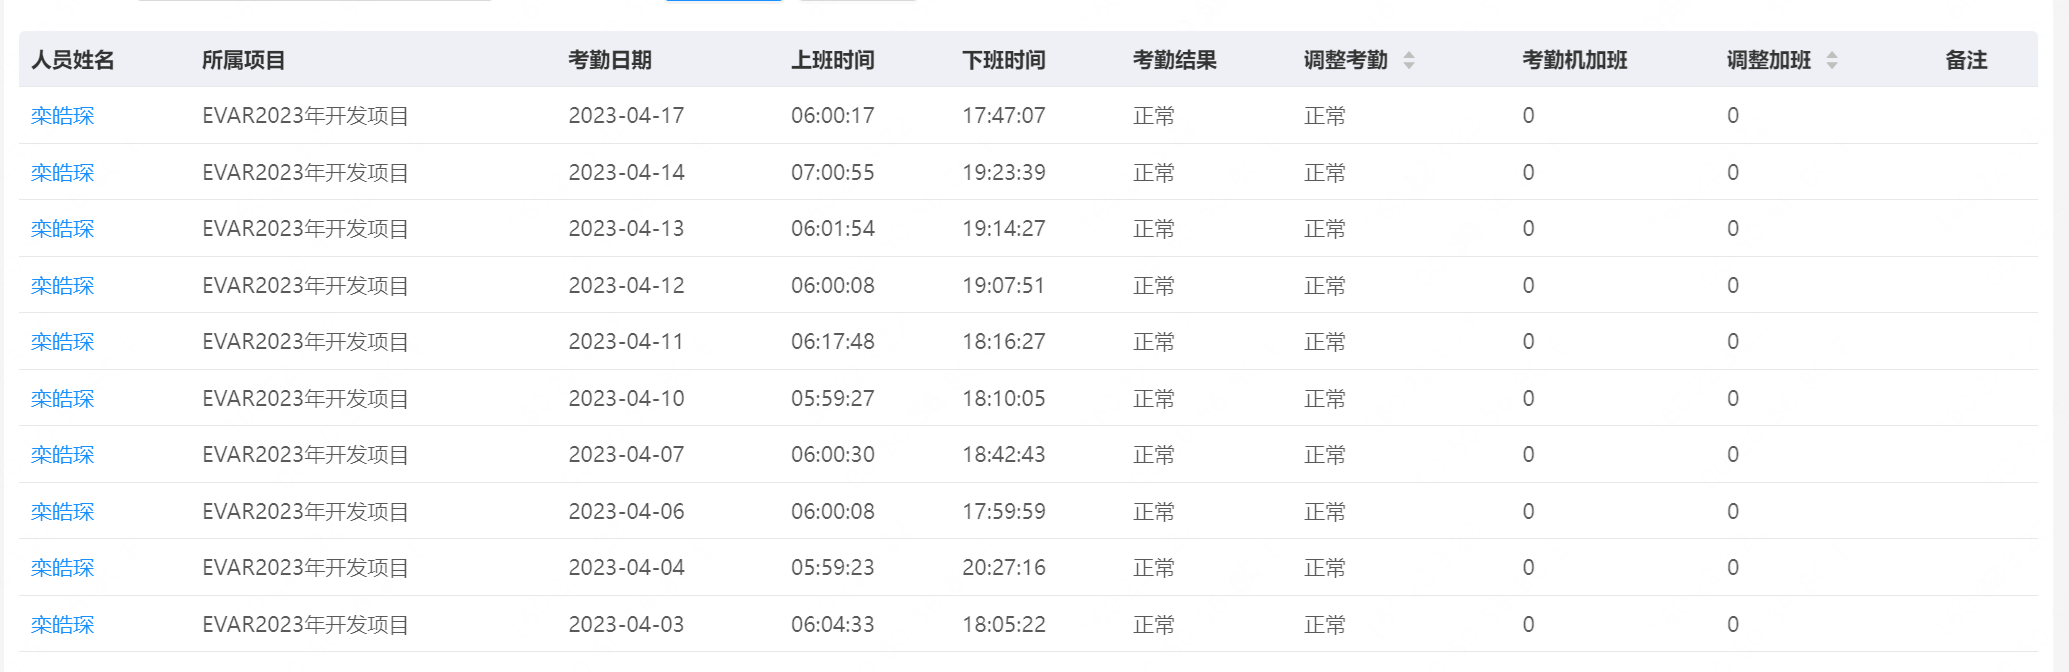 人员姓名 所属项目 考勤日期 上班时间 下班时间 考勤结果 调整考勤 考勤机加班 调整加班 备注
栾皓琛 EVAR2023年开发项目 2023-04-17 06:00:17 17:47:07 正常 正常 0 0
栾皓琛 EVAR2023年开发项目 2023-04-14 07:00:55 19:23:39 正常 正常 0 0
栾皓琛 EVAR2023年开发项目 2023-04-13 06:01:54 19:14:27 正常 正常 0 0
栾皓琛 EVAR2023年开发项目 2023-04-12 06:00:08 19:07:51 正常 正常 0 0
栾皓琛 EVAR2023年开发项目 2023-04-11 06:17:48 18:16:27 正常 正常 0 0
栾皓琛 EVAR2023年开发项目 2023-04-10 05:59:27 18:10:05 正常 正常 0 0
栾皓琛 EVAR2023年开发项目 2023-04-07 06:00:30 18:42:43 正常 正常 0 0
栾皓琛 EVAR2023年开发项目 2023-04-06 06:00:08 17:59:59 正常 正常 0 0
栾皓琛 EVAR2023年开发项目 2023-04-04 05:59:23 20:27:16 正常 正常 0 0
栾皓琛 EVAR2023年开发项目 2023-04-03 06:04:33 18:05:22 正常 正常 0 0